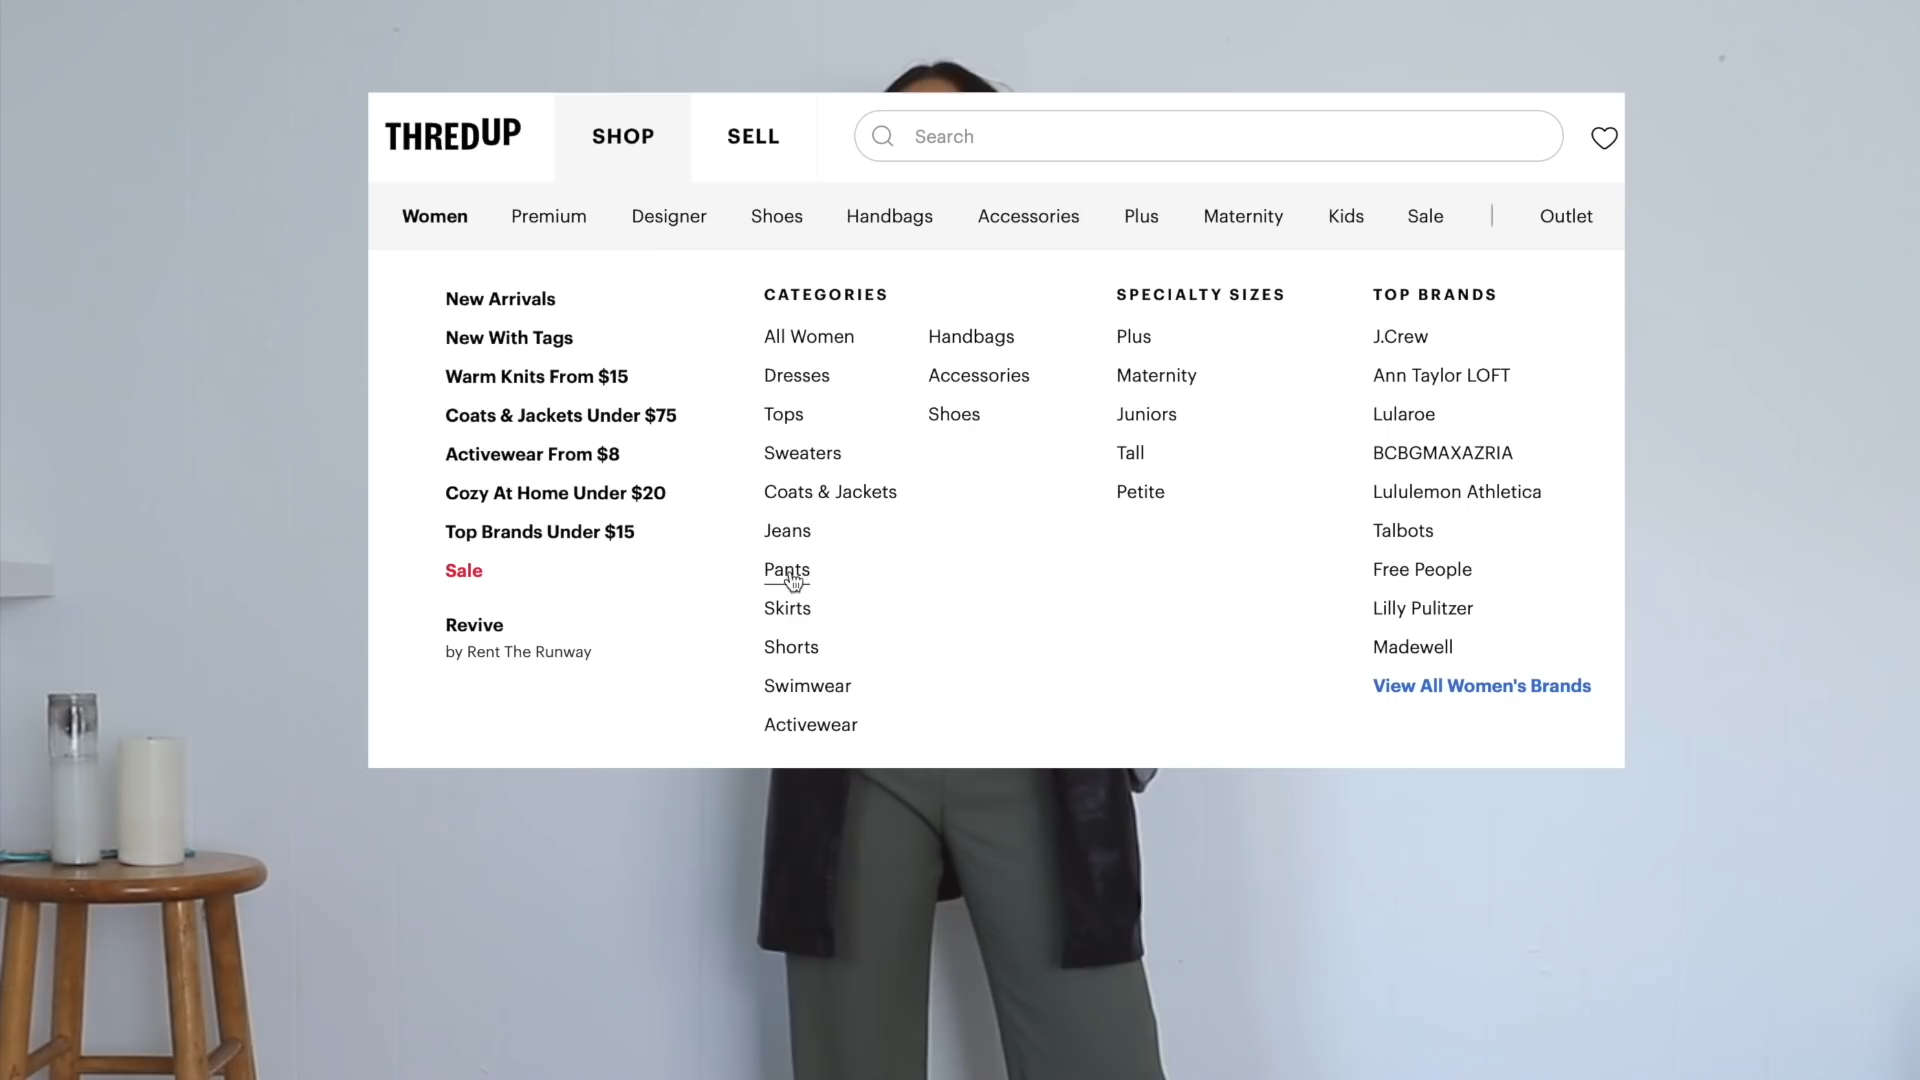 THREDUP
SHOP
SELL
Search
Women
Premium
Designer
Shoes
Handbags
Accessories
Plus
Maternity
Kids
Sale
Outlet
New Arrivals
New With Tags
Warm Knits From $15
Coats & Jackets Under $75
Activewear From $8
Cozy At Home Under $20
Top Brands Under $15
Sale
Revive
by Rent The Runway
CATEGORIES
All Women
Dresses
Tops
Sweaters
Coats & Jackets
Jeans
Pants
Skirts
Shorts
Swimwear
Activewear
Handbags
Accessories
Shoes
SPECIALTY SIZES
Plus
Maternity
Juniors
Tall
Petite
TOP BRANDS
J.Crew
Ann Taylor LOFT
Lularoe
BCBGMAXAZRIA
Lululemon Athletica
Talbots
Free People
Lilly Pulitzer
Madewell
View All Women's Brands